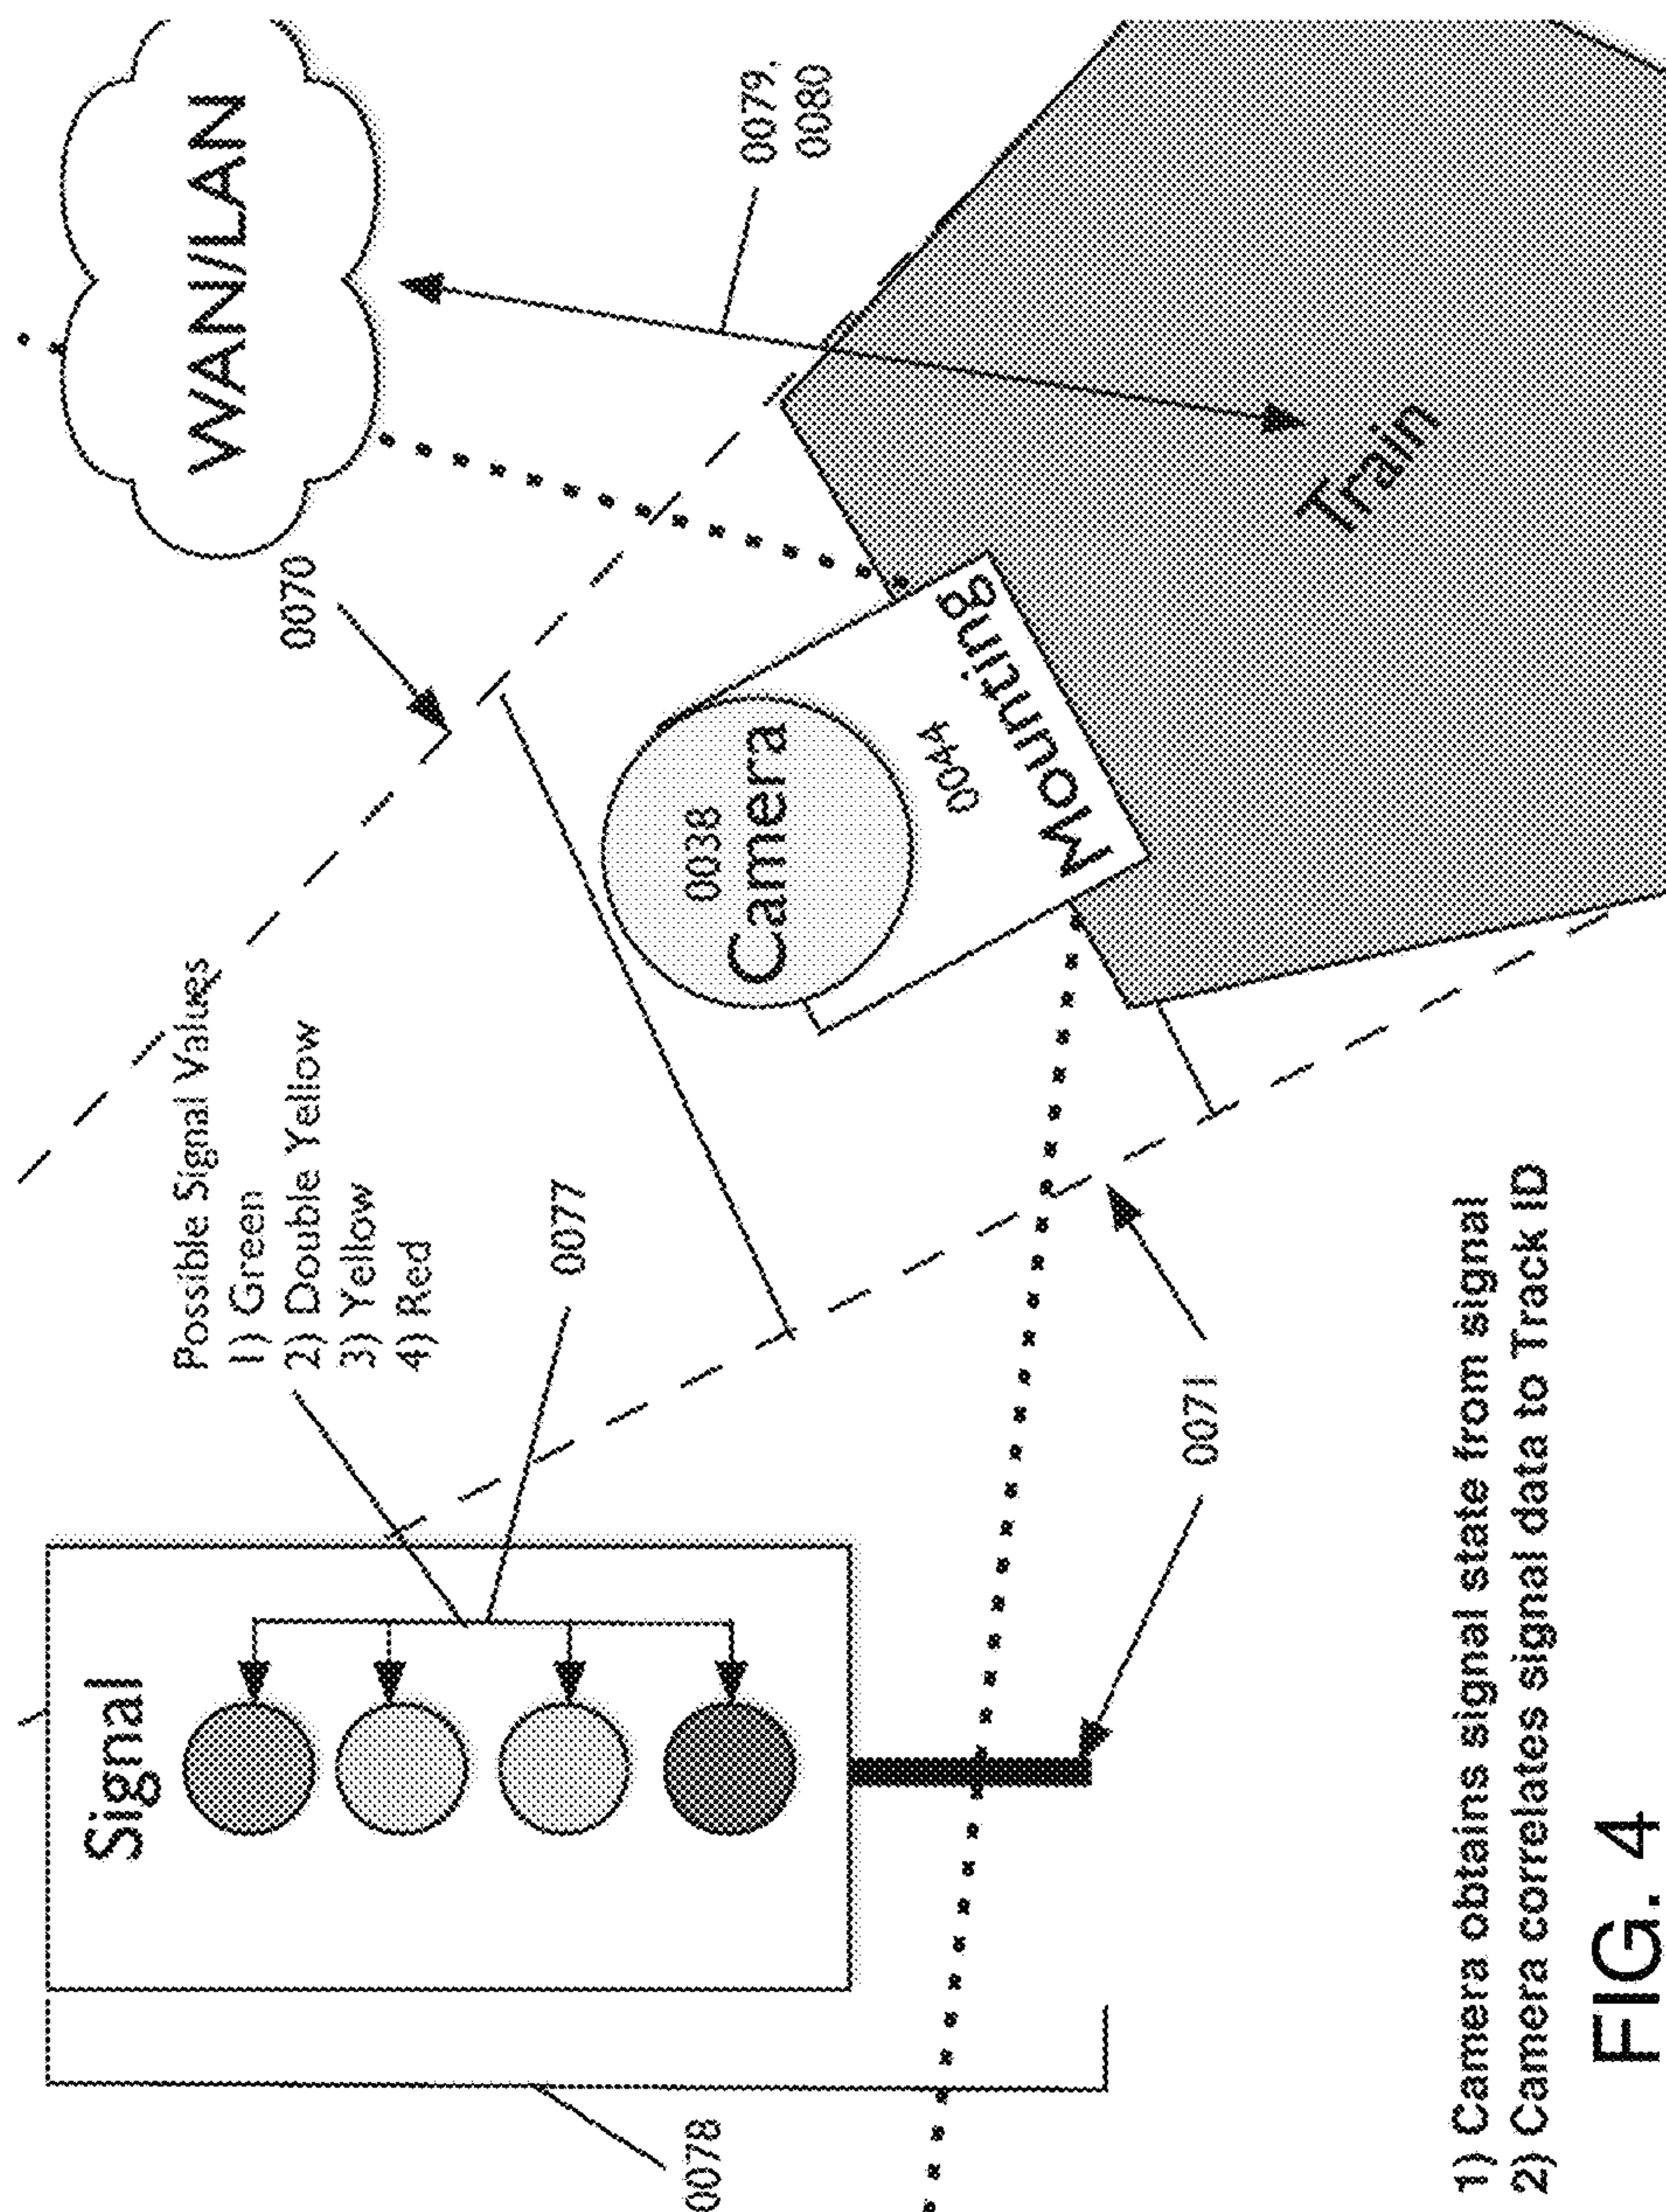 WAN/LAN
0079,
0080
0070
Possible Signal Values
1) Green
2) Double Yellow
3) Yellow
4) Red
0077
Signal
0038
Camera
0044
Mounting
Train
0071
0078
1) Camera obtains signal state from signal
2) Camera correlates signal data to Track ID
FIG. 4